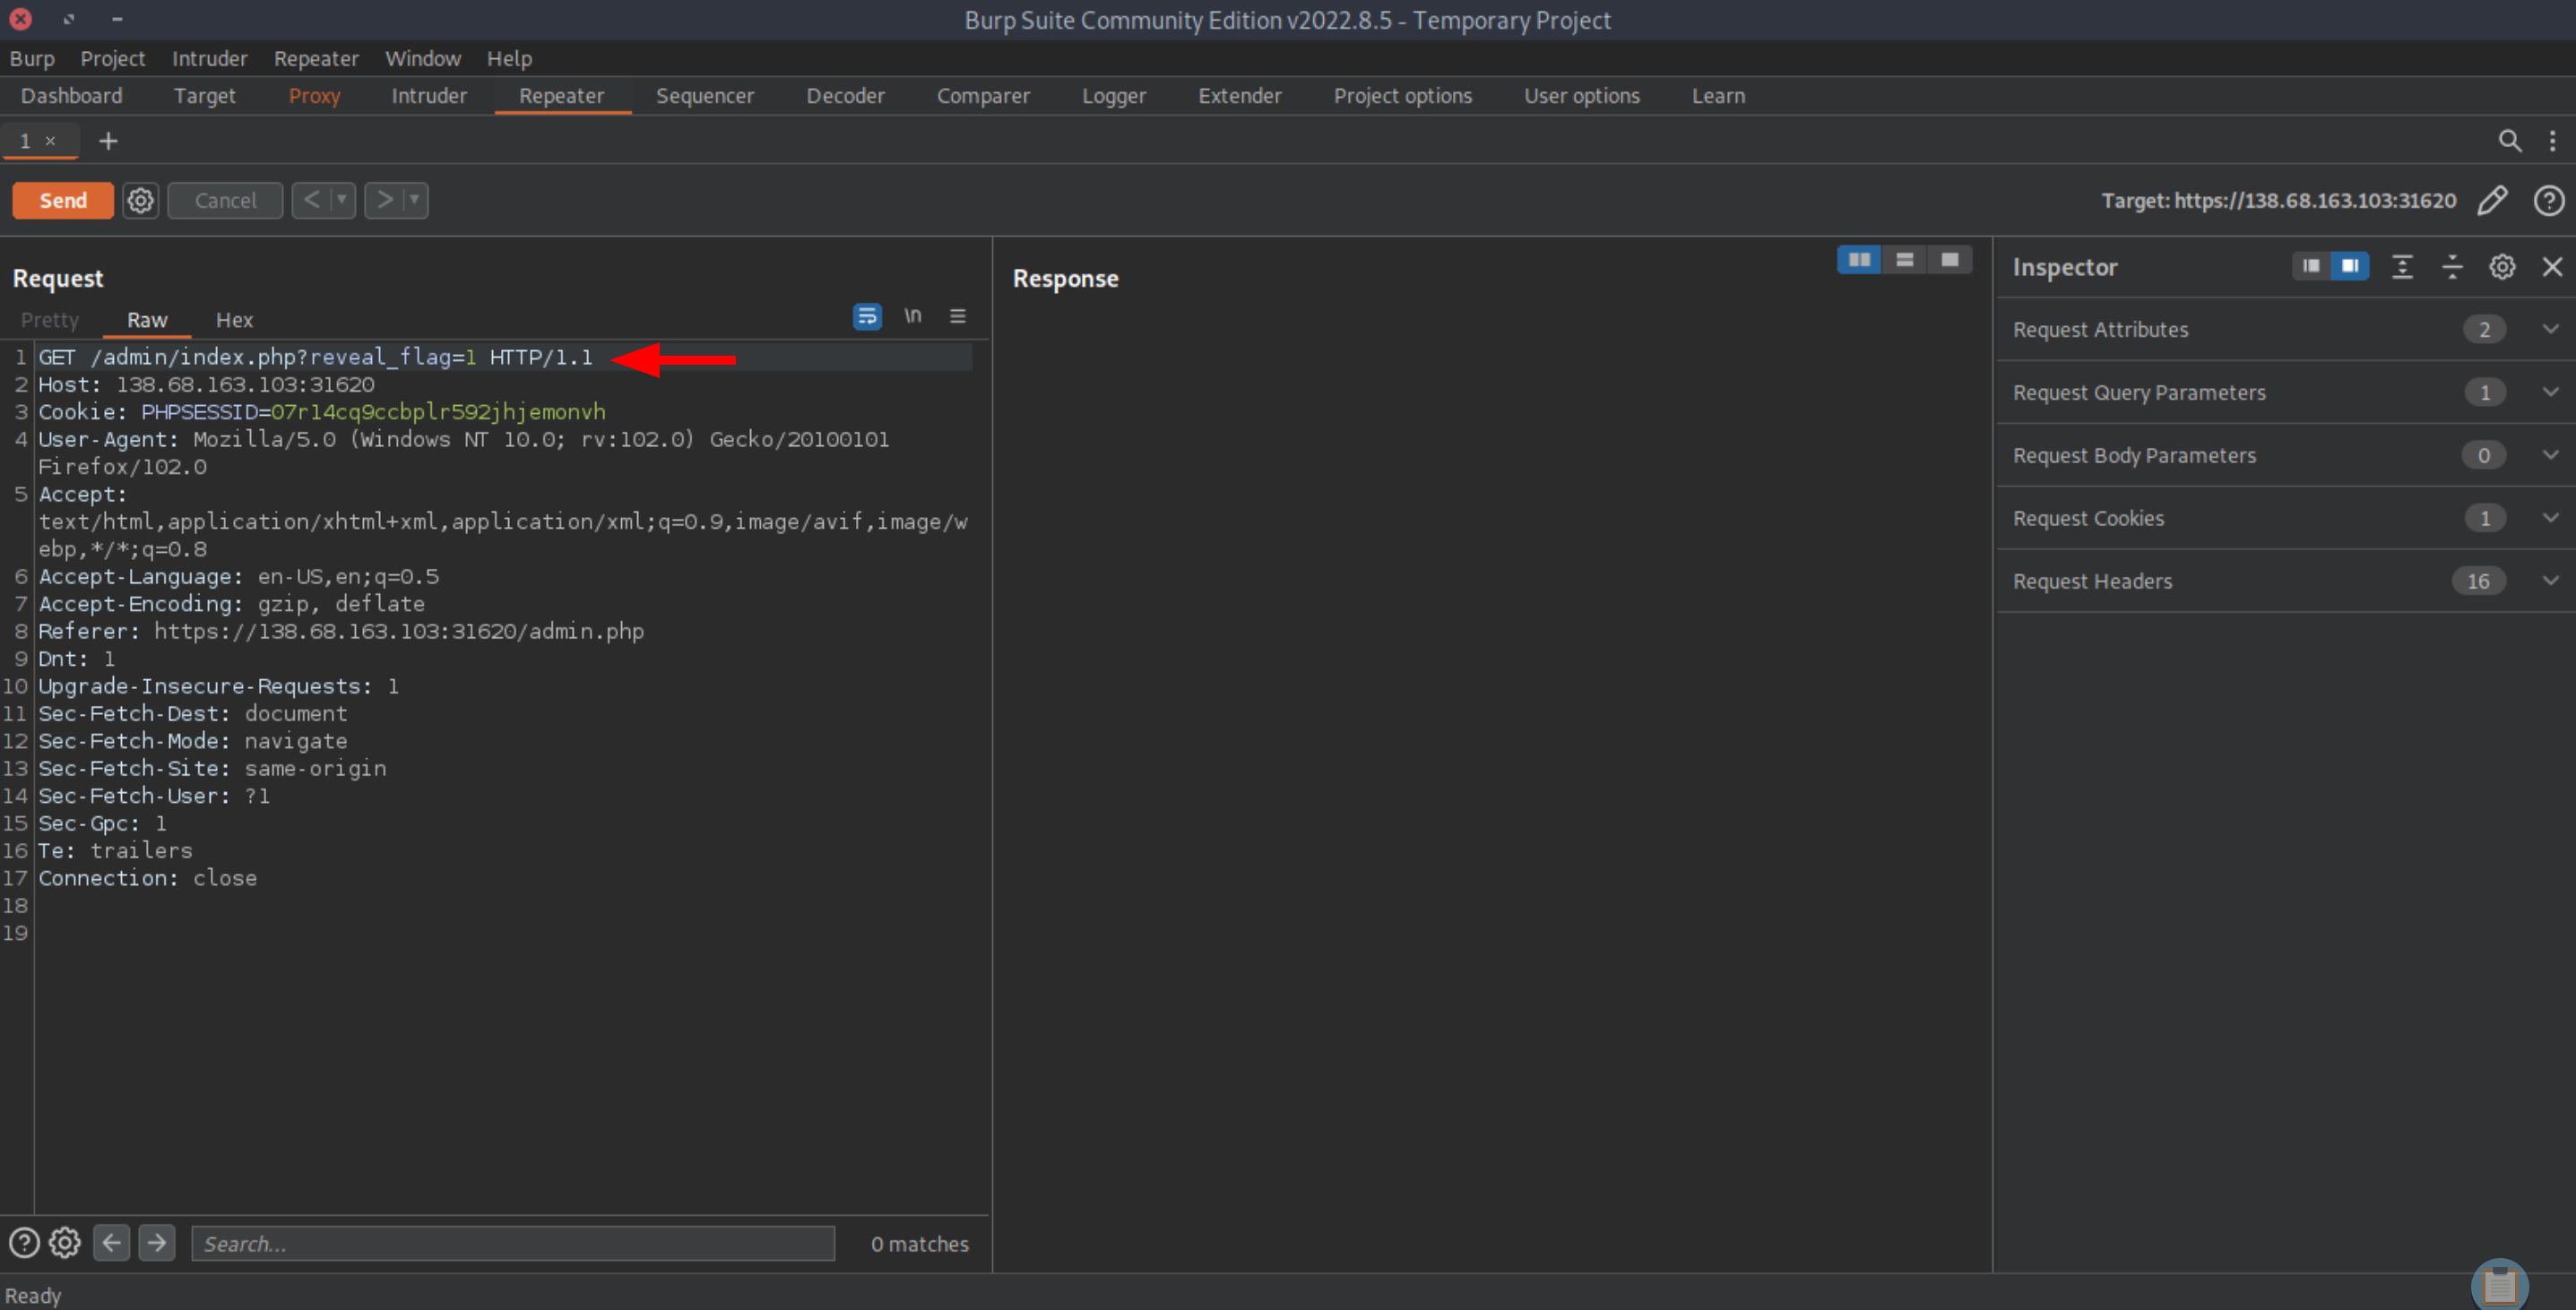 Burp Suite Community Edition v2022.8.5 - Temporary Project
Burp Project Intruder Repeater Window Help
Dashboard Target Proxy Intruder Repeater Sequencer Decoder Comparer Logger Extender Project options User options Learn
1 × +
Send Cancel < > Target: https://138.68.163.103:31620
Request
Pretty Raw Hex \n
1 GET /admin/index.php?reveal_flag=1 HTTP/1.1
2 Host: 138.68.163.103:31620
3 Cookie: PHPSESSID=07r14cq9ccbplr592jhjemonvh
4 User-Agent: Mozilla/5.0 (Windows NT 10.0; rv:102.0) Gecko/20100101
Firefox/102.0
5 Accept:
text/html,application/xhtml+xml,application/xml;q=0.9,image/avif,image/w
ebp,*/*;q=0.8
6 Accept-Language: en-US,en;q=0.5
7 Accept-Encoding: gzip, deflate
8 Referer: https://138.68.163.103:31620/admin.php
9 Dnt: 1
10 Upgrade-Insecure-Requests: 1
11 Sec-Fetch-Dest: document
12 Sec-Fetch-Mode: navigate
13 Sec-Fetch-Site: same-origin
14 Sec-Fetch-User: ?1
15 Sec-Gpc: 1
16 Te: trailers
17 Connection: close
18
19
Search... 0 matches
Response
Inspector
Request Attributes 2
Request Query Parameters 1
Request Body Parameters 0
Request Cookies 1
Request Headers 16
Ready